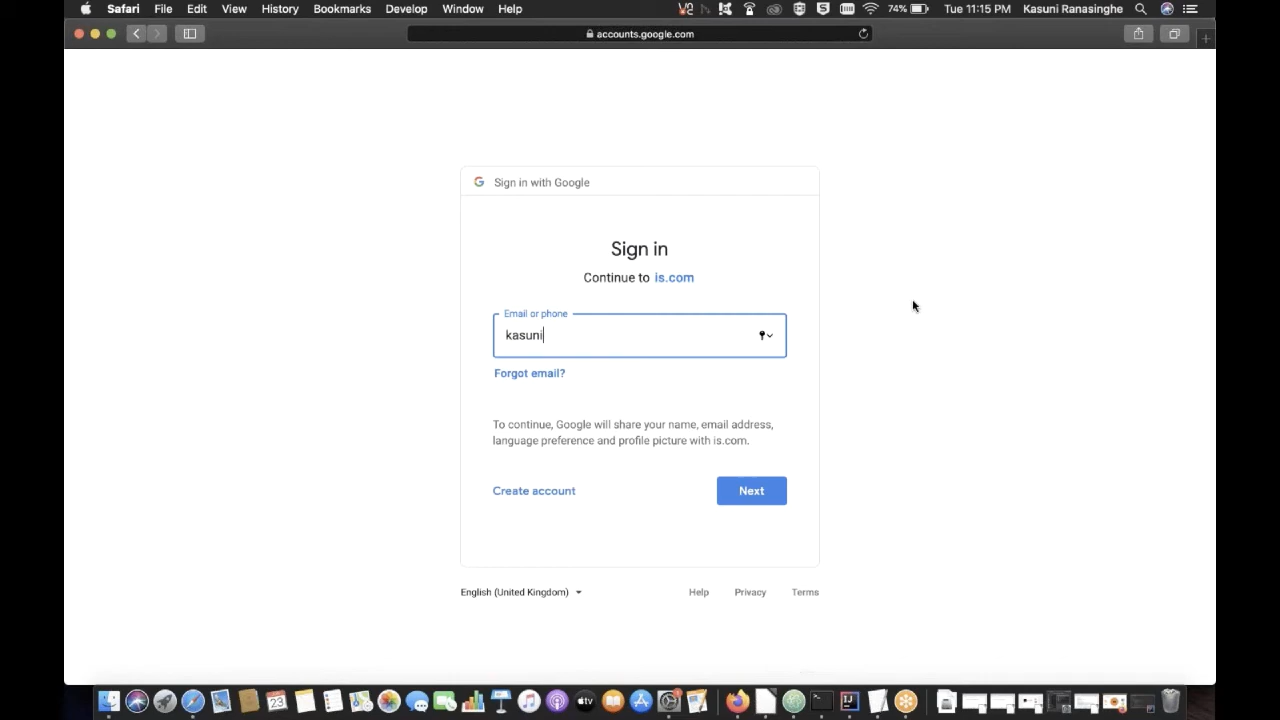 Safari File Edit View History Bookmarks Develop Window Help 74% Tue 11:15 PM Kasuni Ranasinghe
accounts.google.com
Sign in with Google
Sign in
Continue to is.com
Email or phone
kasuni
Forgot email?
To continue, Google will share your name, email address,
language preference and profile picture with is.com.
Create account Next
English (United Kingdom) Help Privacy Terms
23
tv